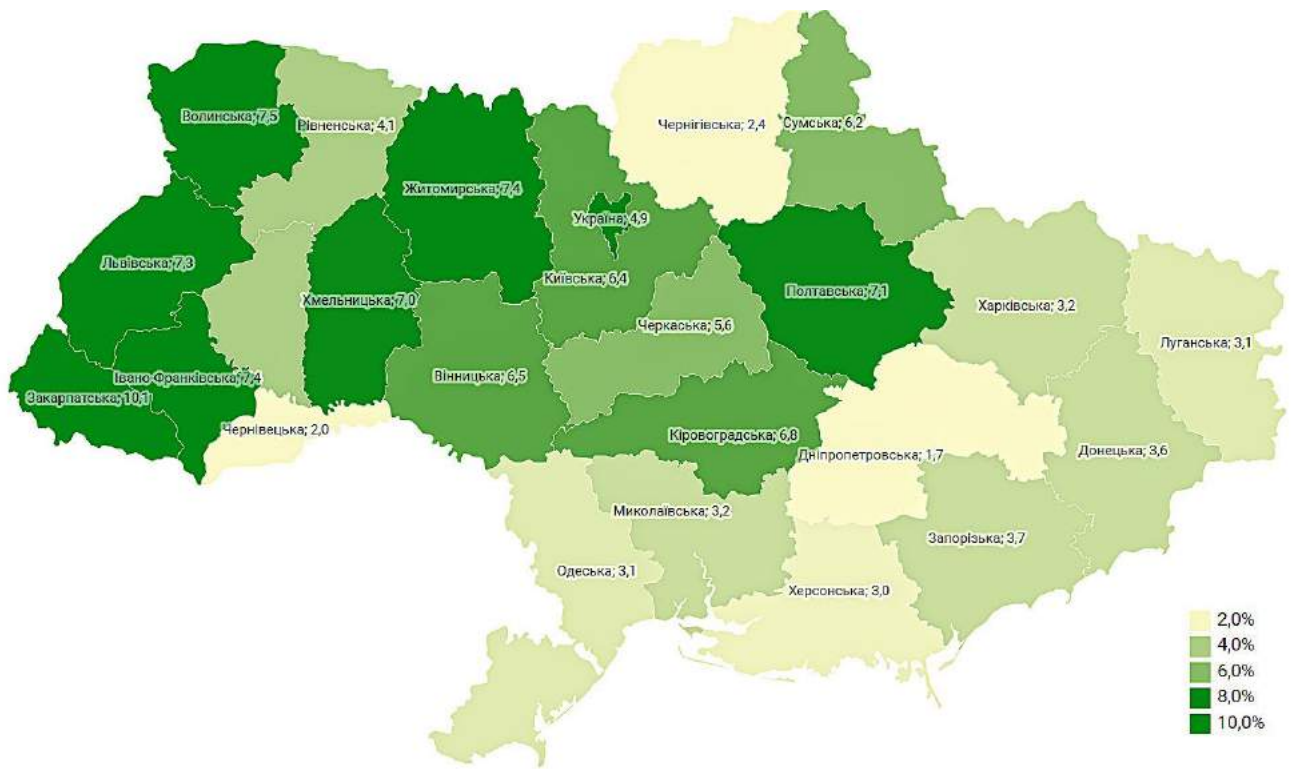 Волинська; 7,5
Рівненська; 4,1
Чернігівська; 2,4
Сумська; 6,2
Житомирська; 7,4
Україна; 4,9
Львівська; 7,3
Хмельницька; 7,0
Київська; 6,4
Полтавська; 7,1
Харківська; 3,2
Черкаська; 5,6
Луганська; 3,1
Івано-Франківська; 7,4
Вінницька; 6,5
Закарпатська; 10,1
Чернівецька; 2,0
Кіровоградська; 6,8
Дніпропетровська; 1,7
Донецька; 3,6
Миколаївська; 3,2
Запорізька; 3,7
Одеська; 3,1
Херсонська; 3,0
2,0%
4,0%
6,0%
8,0%
10,0%